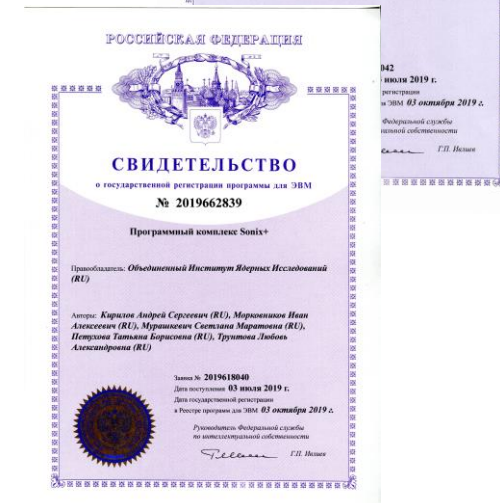 РОССИЙСКАЯ ФЕДЕРАЦИЯ
СВИДЕТЕЛЬСТВО
о государственной регистрации программы для ЭВМ
№ 2019662839
Программный комплекс Sonix+
Правообладатель: Объединенный Институт Ядерных Исследований
(RU)
Авторы: Кирилов Андрей Сергеевич (RU), Морковников Иван
Алексеевич (RU), Мурашкевич Светлана Маратовна (RU),
Петухова Татьяна Борисовна (RU), Трунтова Любовь
Александровна (RU)
Заявка № 2019618040
Дата поступления 03 июля 2019 г.
Дата государственной регистрации
в Реестре программ для ЭВМ 03 октября 2019 г.
Руководитель Федеральной службы
по интеллектуальной собственности
Г.П. Ивлиев
042
июля 2019 г.
регистрации
ЭВМ 03 октября 2019 г.
Федеральной службы
собственности
Г.П. Ивлиев